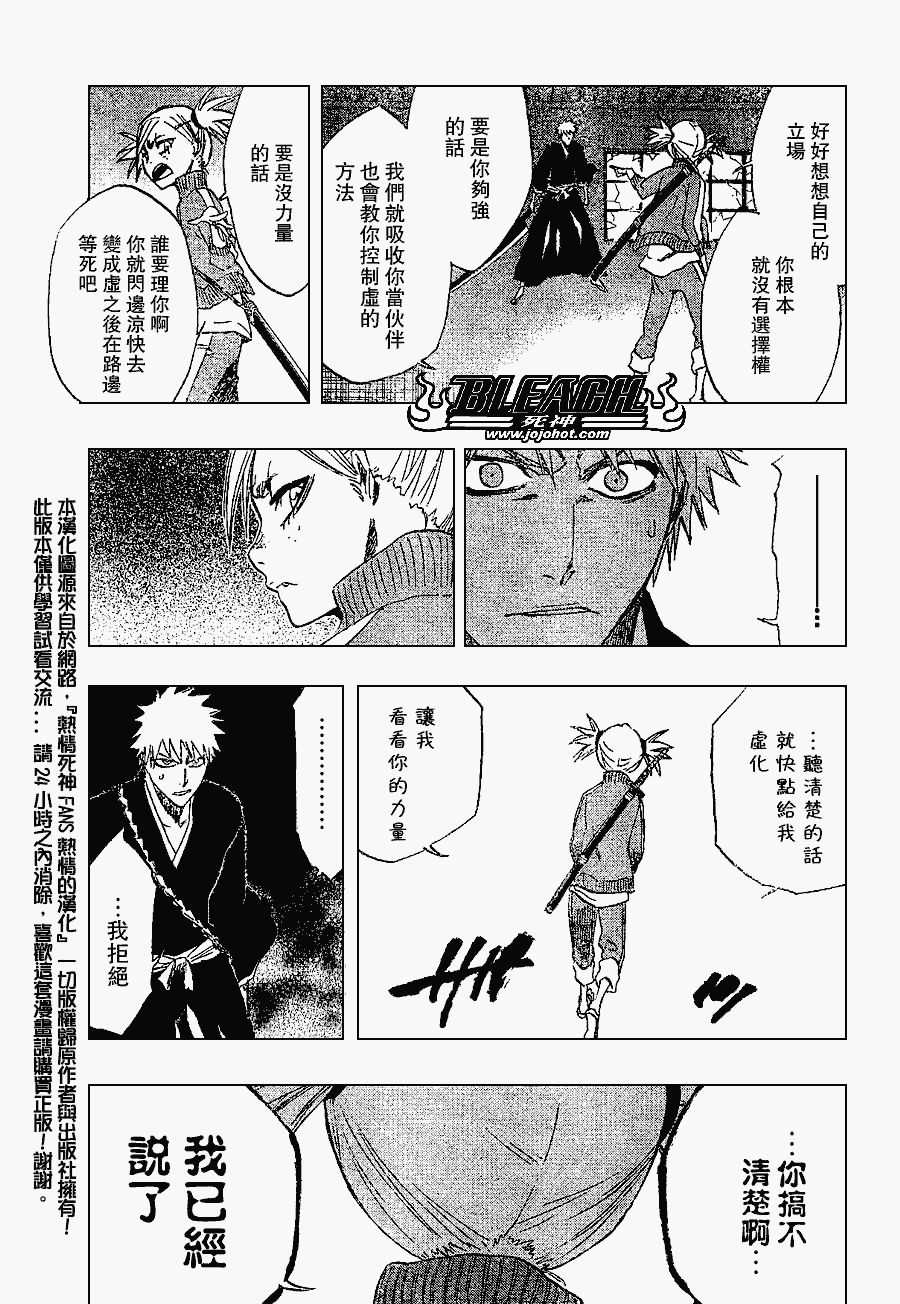 好好想想自己的
立場
你根本
就沒有選擇權
要是你夠強
的話
我們就吸收你當伙伴
也會教你控制虛的
方法
要是沒力量
的話
誰要理你啊
你就閃邊涼快去
變成虛之後在路邊
等死吧
BLEACH
死神
www.jojohot.com
…聽清楚的話
就快點給我
虛化
讓我
看看你的力量
…我拒絕
…你搞不
清楚啊…
我已經
說了
本漢化圖源來自於網路,『熱情死神 FANS 熱情的漢化』一切版權歸原作者與出版社擁有!
此版本僅供學習試看交流… 請 24 小時之內消除,喜歡這套漫畫請購買正版!謝謝。